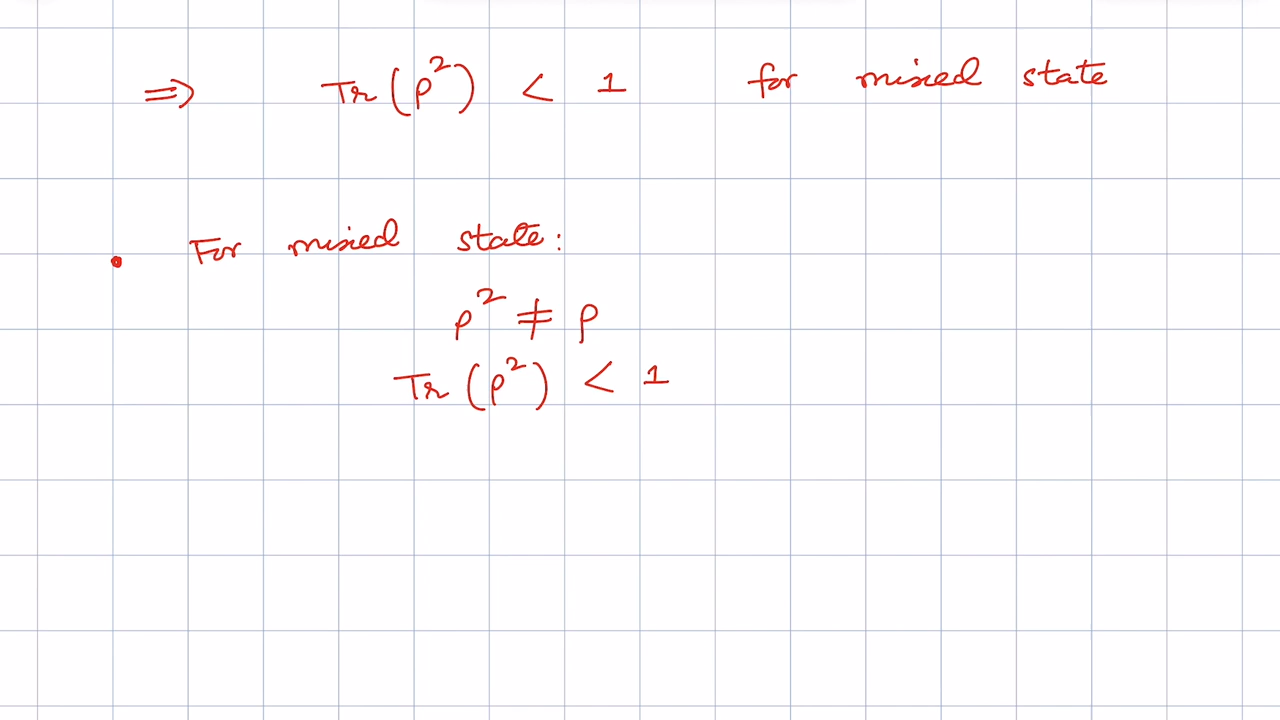 ⇒ Tr(ρ²) < 1 for mixed state
• For mixed state:
ρ² ≠ ρ
Tr(ρ²) < 1